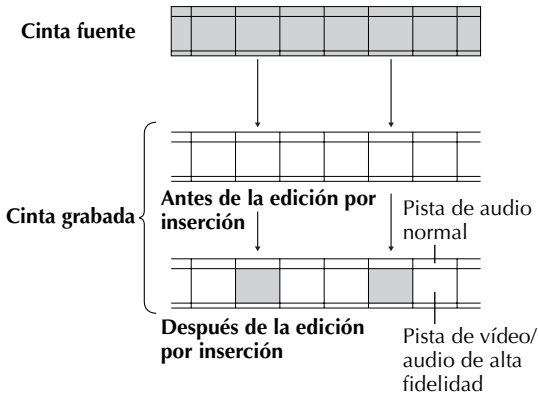 Cinta fuente
Cinta grabada
Antes de la edición por
inserción
Pista de audio
normal
Después de la edición
por inserción
Pista de vídeo/
audio de alta
fidelidad